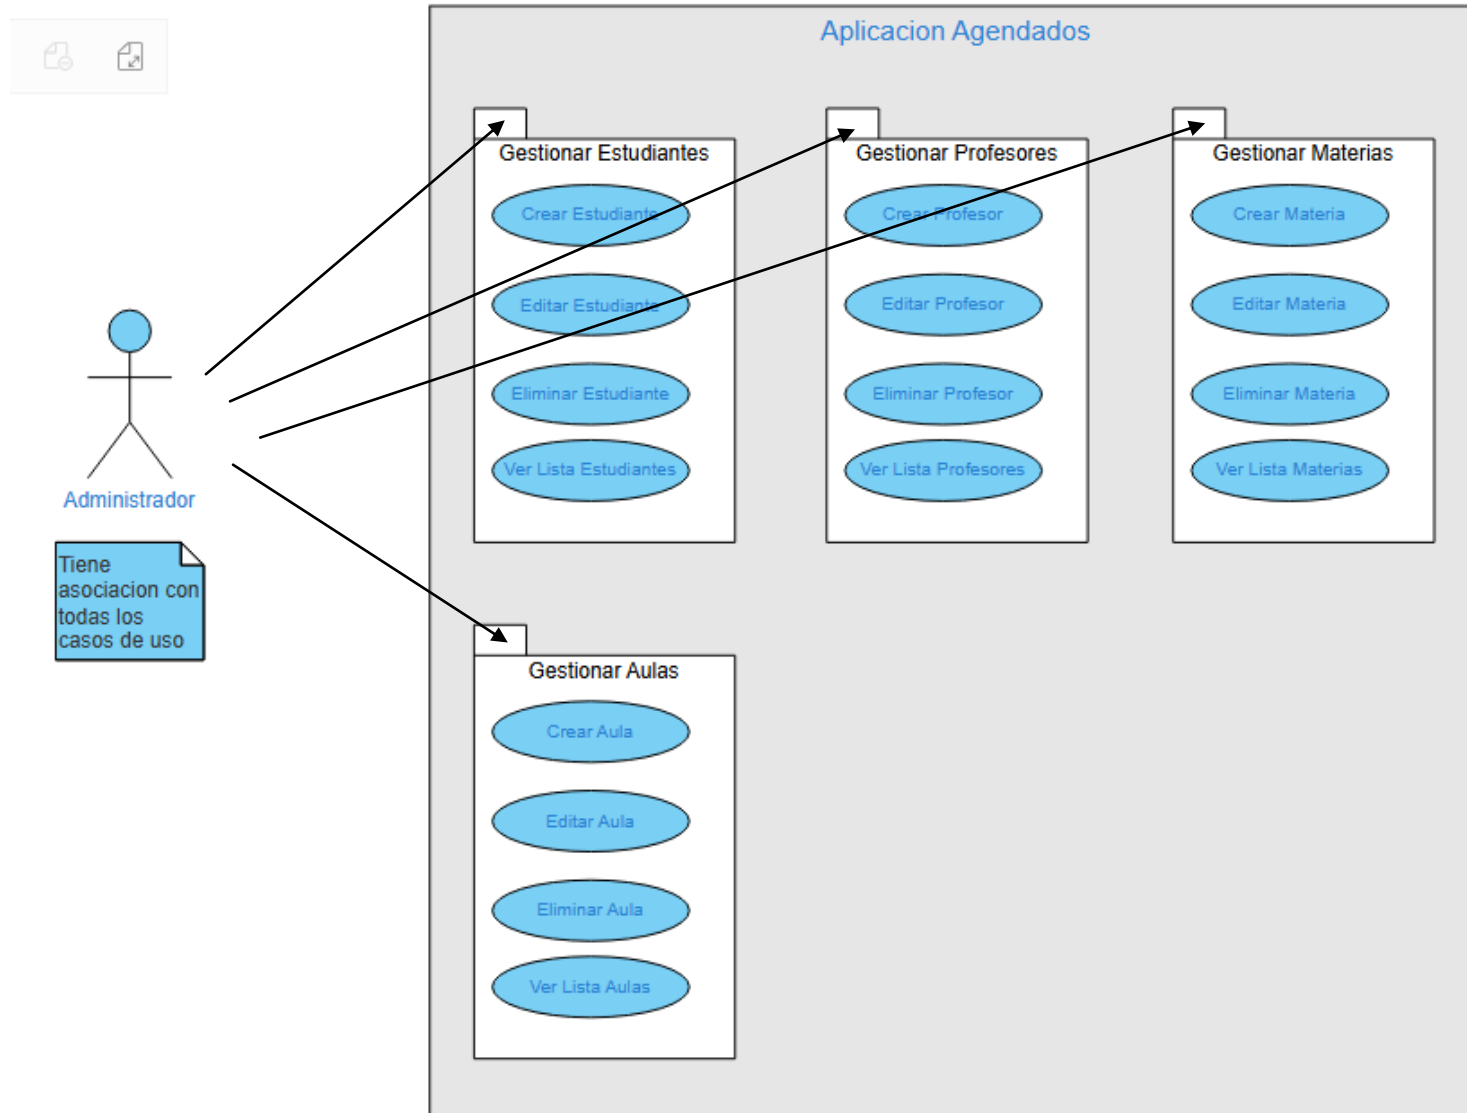 Aplicacion Agendados
Gestionar Estudiantes
Crear Estudiante
Editar Estudiante
Eliminar Estudiante
Ver Lista Estudiantes
Gestionar Profesores
Crear Profesor
Editar Profesor
Eliminar Profesor
Ver Lista Profesores
Gestionar Materias
Crear Materia
Editar Materia
Eliminar Materia
Ver Lista Materias
Administrador
Tiene
asociacion con
todas los
casos de uso
Gestionar Aulas
Crear Aula
Editar Aula
Eliminar Aula
Ver Lista Aulas